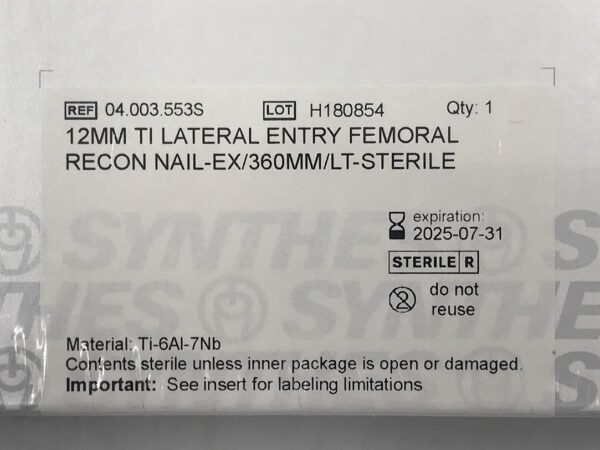 REF 04.003.553S LOT H180854 Qty: 1
12MM TI LATERAL ENTRY FEMORAL
RECON NAIL-EX/360MM/LT-STERILE
expiration:
2025-07-31
STERILE R
do not
reuse
SYNTHES
SYNTHES
Material: Ti-6Al-7Nb
Contents sterile unless inner package is open or damaged.
Important: See insert for labeling limitations